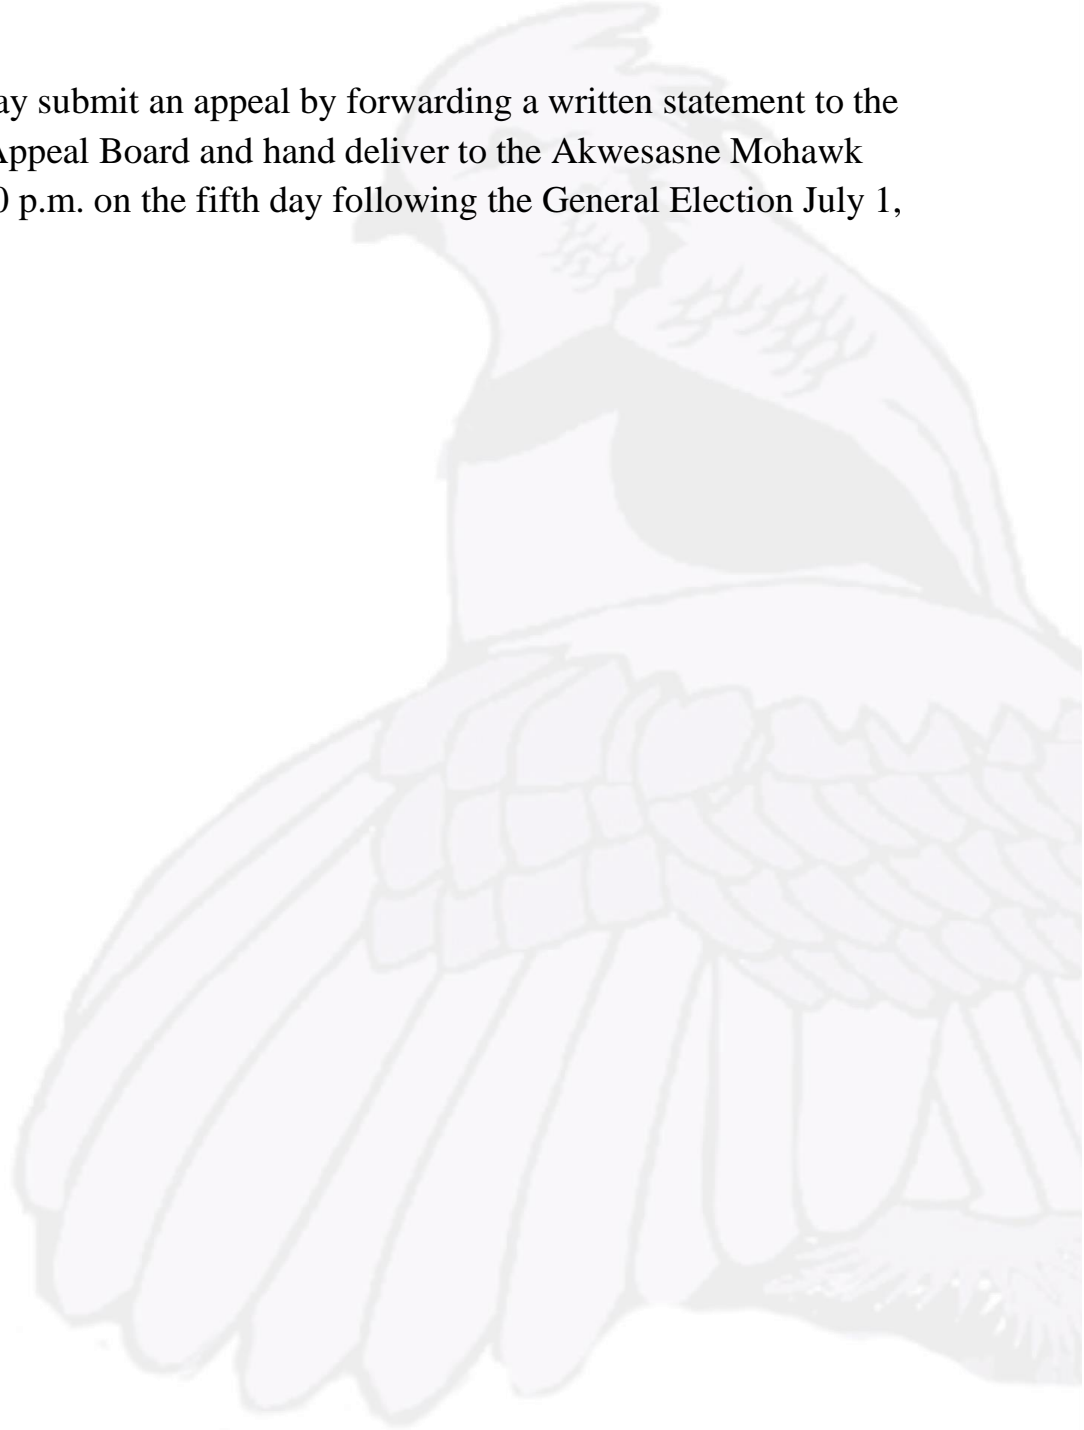 ay submit an appeal by forwarding a written statement to the
Appeal Board and hand deliver to the Akwesasne Mohawk
0 p.m. on the fifth day following the General Election July 1,